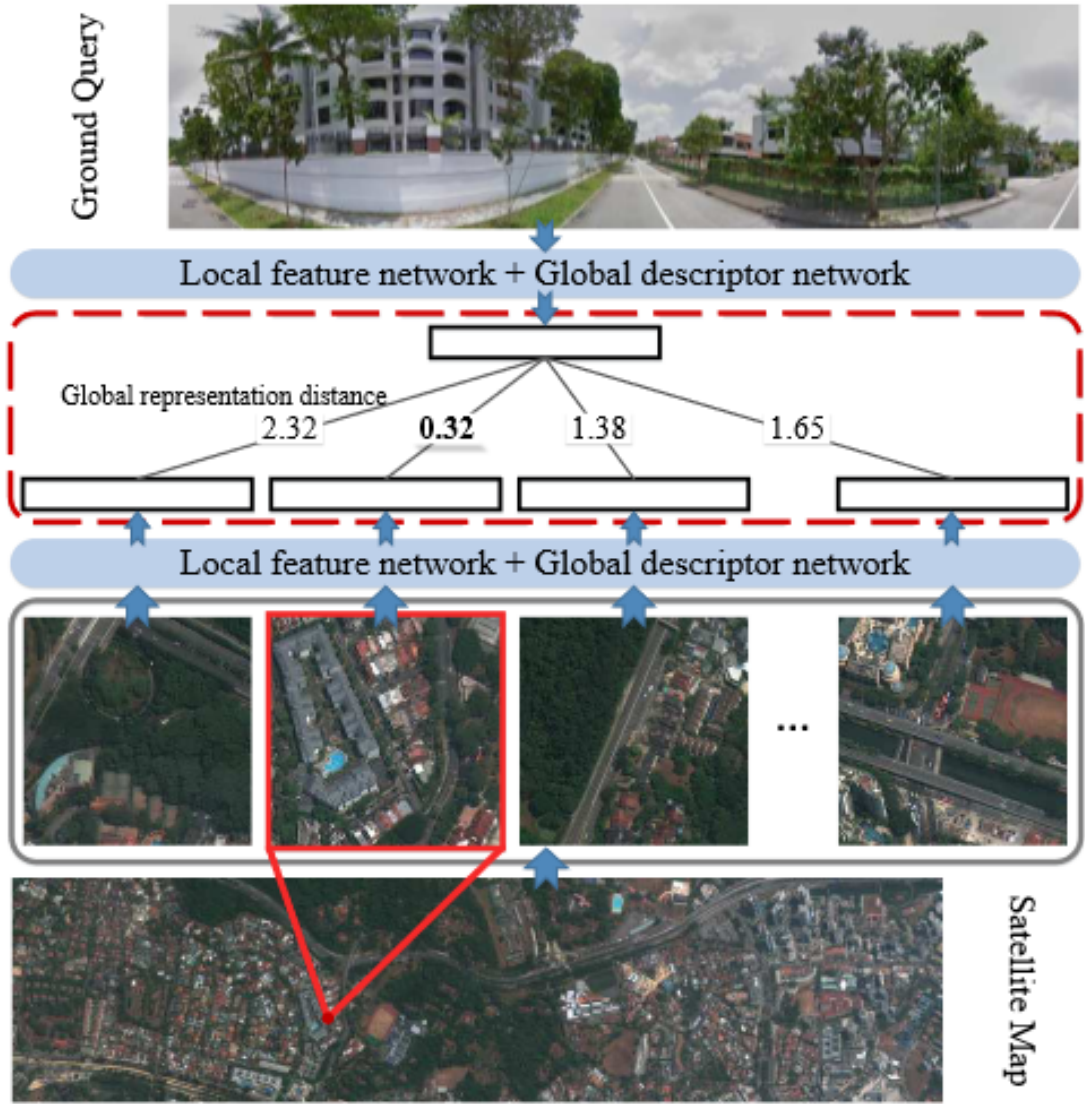 Ground Query
Local feature network + Global descriptor network
Global representation distance
2.32
0.32
1.38
1.65
Local feature network + Global descriptor network
...
Satellite Map